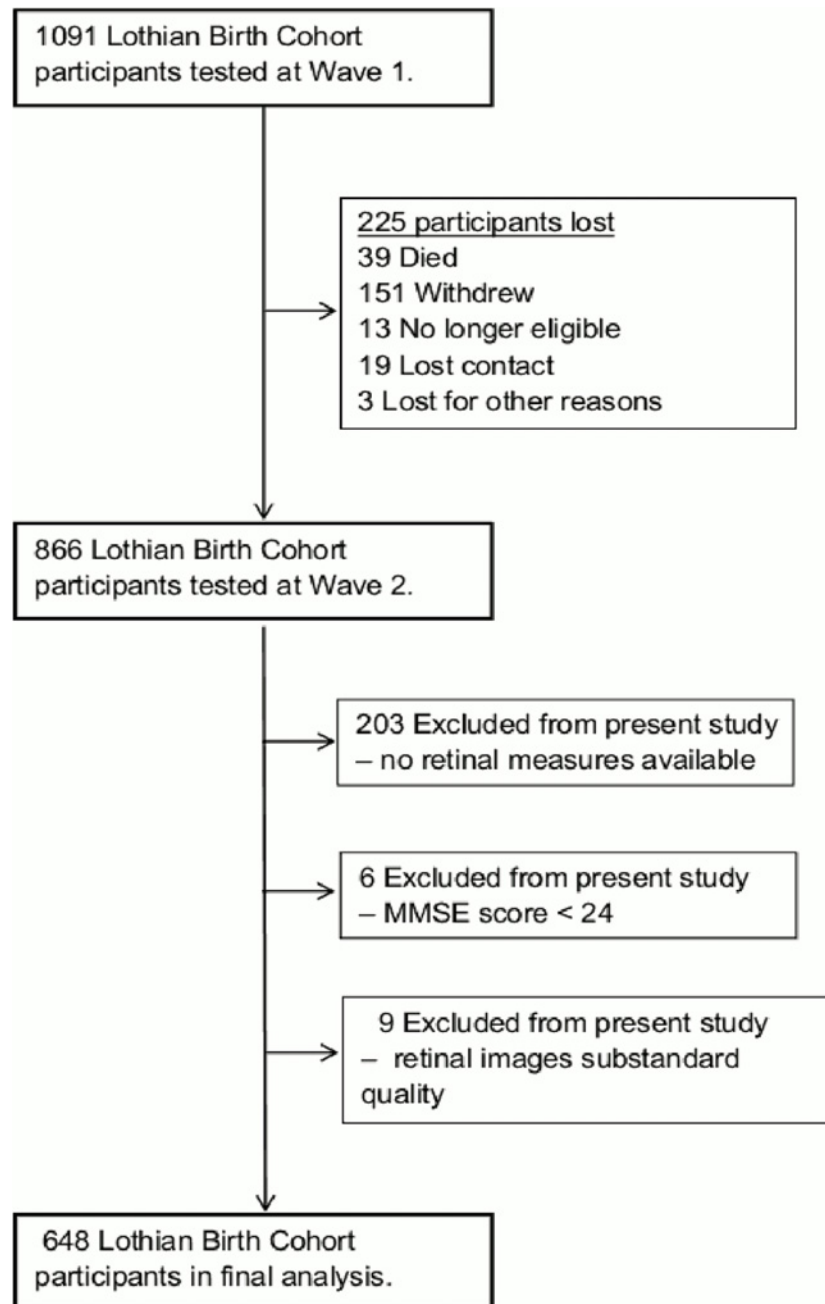 1091 Lothian Birth Cohort
participants tested at Wave 1.
225 participants lost
39 Died
151 Withdrew
13 No longer eligible
19 Lost contact
3 Lost for other reasons
866 Lothian Birth Cohort
participants tested at Wave 2.
203 Excluded from present study
– no retinal measures available
6 Excluded from present study
– MMSE score < 24
9 Excluded from present study
– retinal images substandard
quality
648 Lothian Birth Cohort
participants in final analysis.